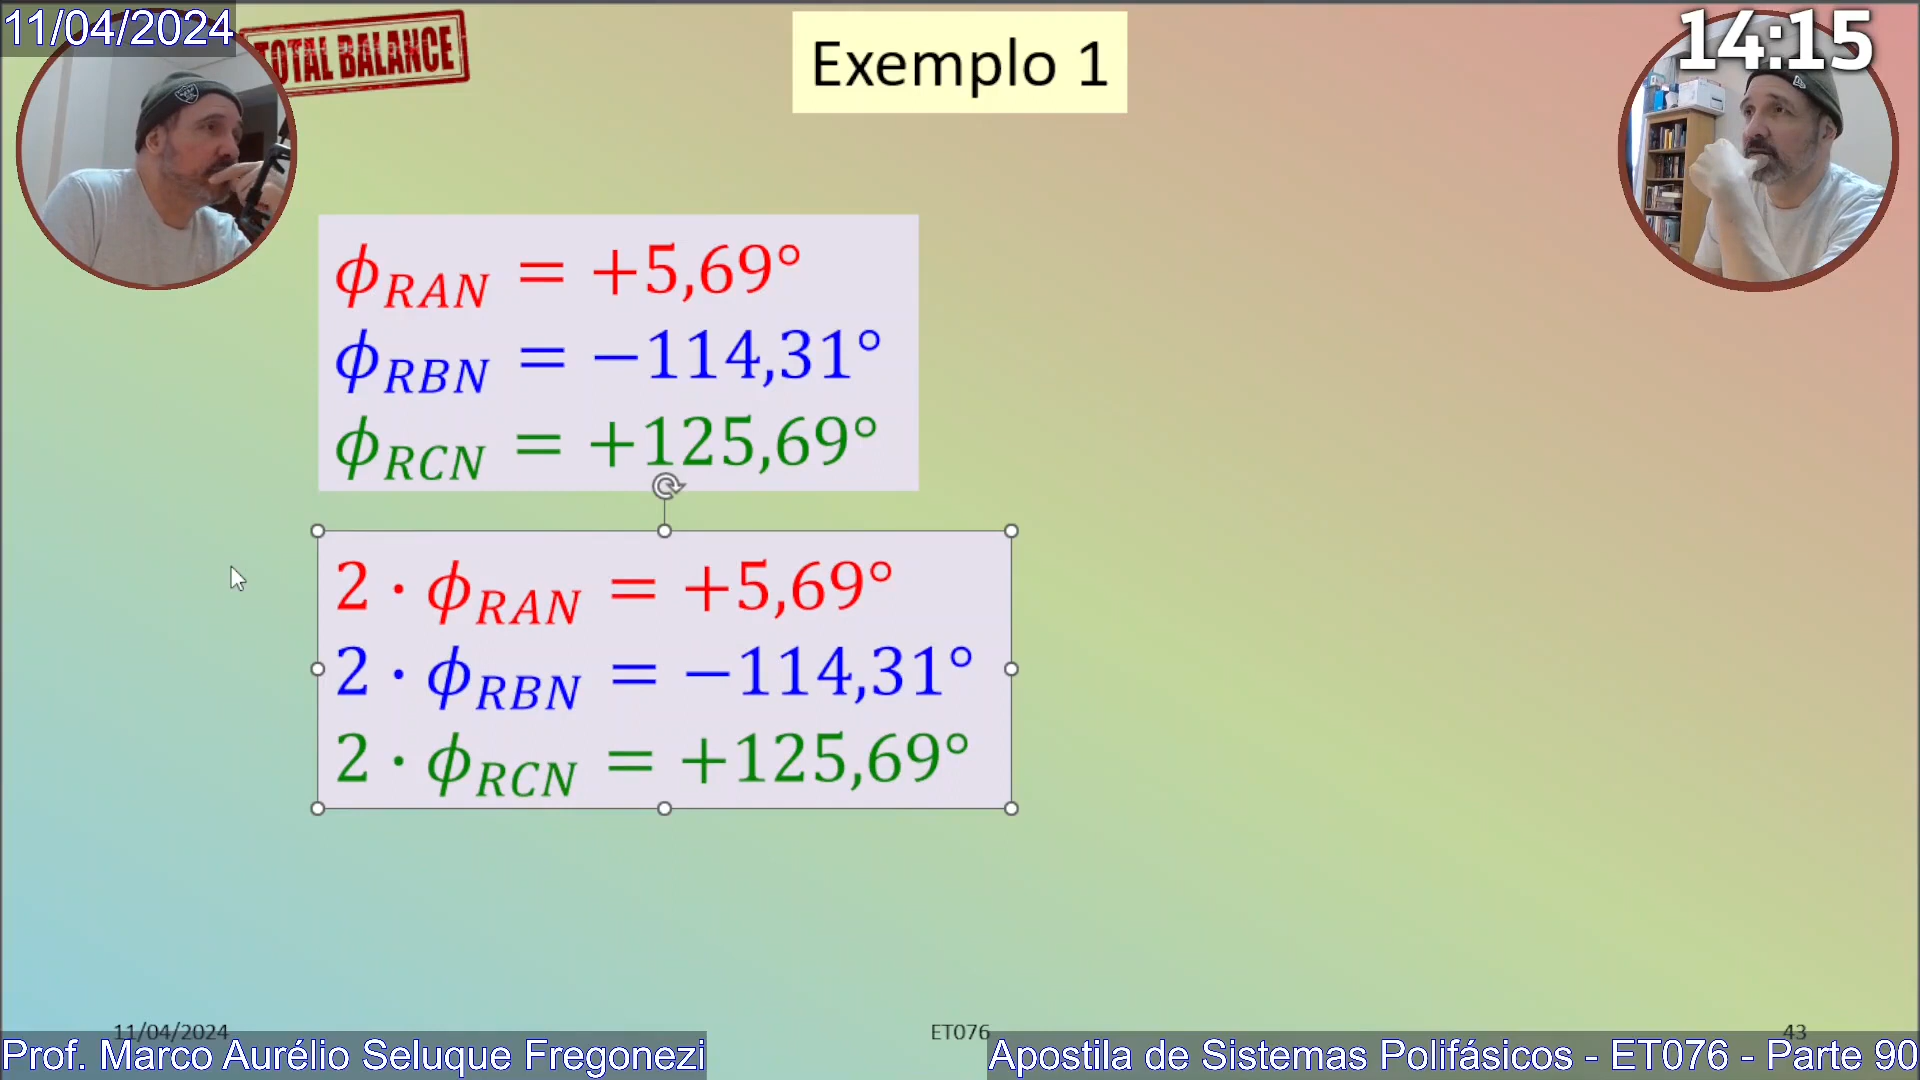 11/04/2024
TOTAL BALANCE
Exemplo 1
14:15
ϕRAN = +5,69°
ϕRBN = −114,31°
ϕRCN = +125,69°
2 · ϕRAN = +5,69°
2 · ϕRBN = −114,31°
2 · ϕRCN = +125,69°
11/04/2024
ET076
43
Prof. Marco Aurélio Seluque Fregonezi
Apostila de Sistemas Polifásicos - ET076 - Parte 90